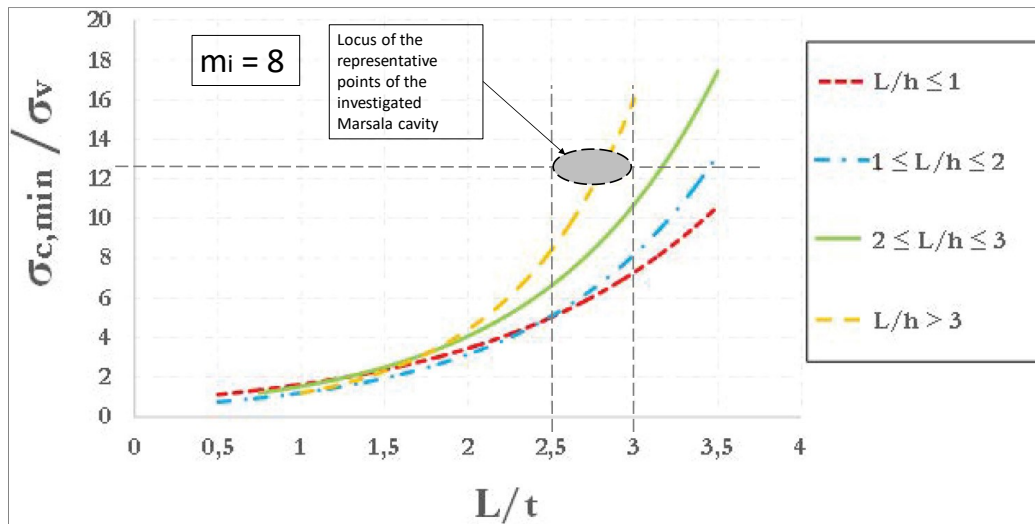 20
18
16
14
12
10
8
6
4
2
0
σc,min / σv
mi = 8
Locus of the
representative
points of the
investigated
Marsala cavity
0 0,5 1 1,5 2 2,5 3 3,5 4
L/t
L/h ≤ 1
1 ≤ L/h ≤ 2
2 ≤ L/h ≤ 3
L/h > 3